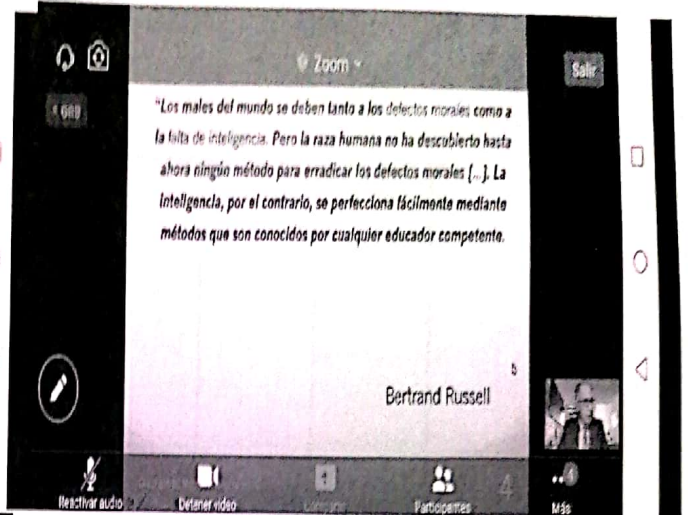 Zoom
Salir
"Los males del mundo se deben tanto a los defectos morales como a
la falta de inteligencia. Pero la raza humana no ha descubierto hasta
ahora ningún método para erradicar los defectos morales [...]. La
inteligencia, por el contrario, se perfecciona fácilmente mediante
métodos que son conocidos por cualquier educador competente.
Bertrand Russell
Reactivar audio
Detener video
Compartir
Participantes
Más